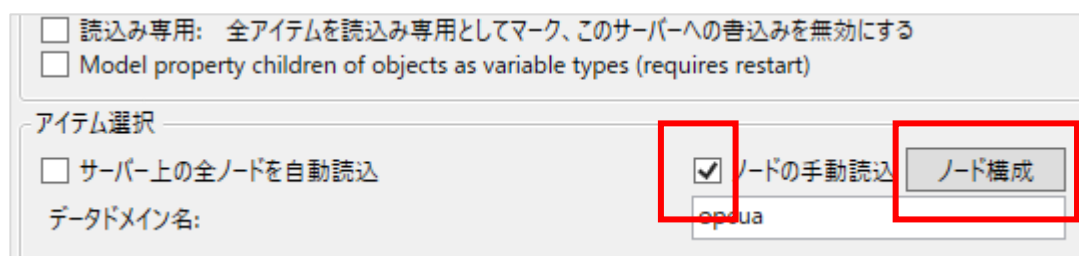 読込み専用: 全アイテムを読込み専用としてマーク、このサーバーへの書込みを無効にする
Model property children of objects as variable types (requires restart)
アイテム選択
サーバー上の全ノードを自動読込
ノードの手動読込 ノード構成
データドメイン名:
opcua